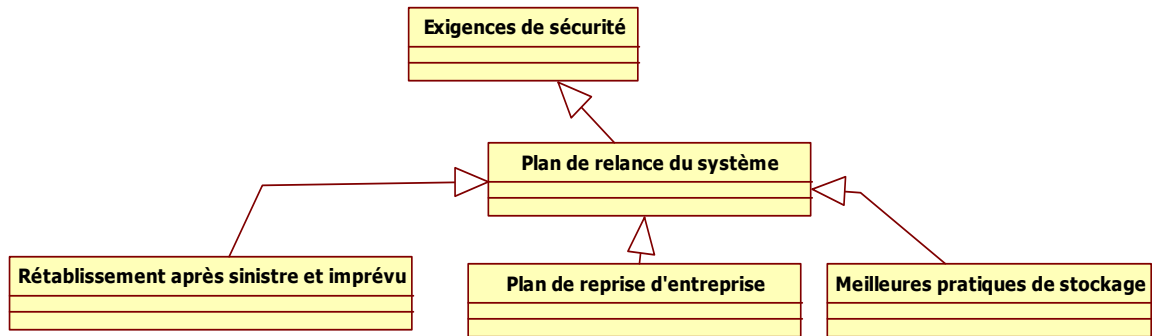 Exigences de sécurité
Plan de relance du système
Rétablissement après sinistre et imprévu
Plan de reprise d'entreprise
Meilleures pratiques de stockage